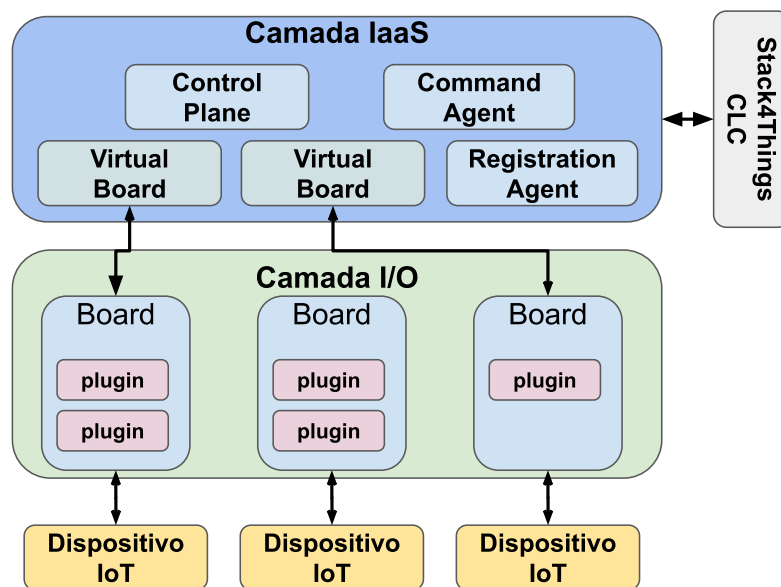 Camada IaaS
Control
Plane
Command
Agent
Virtual
Board
Virtual
Board
Registration
Agent
Stack4Things
CLC
Camada I/O
Board
Board
Board
plugin
plugin
plugin
plugin
plugin
Dispositivo
IoT
Dispositivo
IoT
Dispositivo
IoT